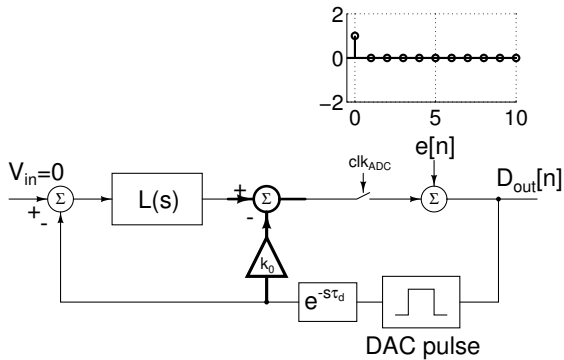 2
0
−2
0 5 10
e[n]
clk_ADC
V_in=0
D_out[n]
Σ
L(s)
+
Σ
Σ
+
-
-
k_0
e^-sτ_d
DAC pulse